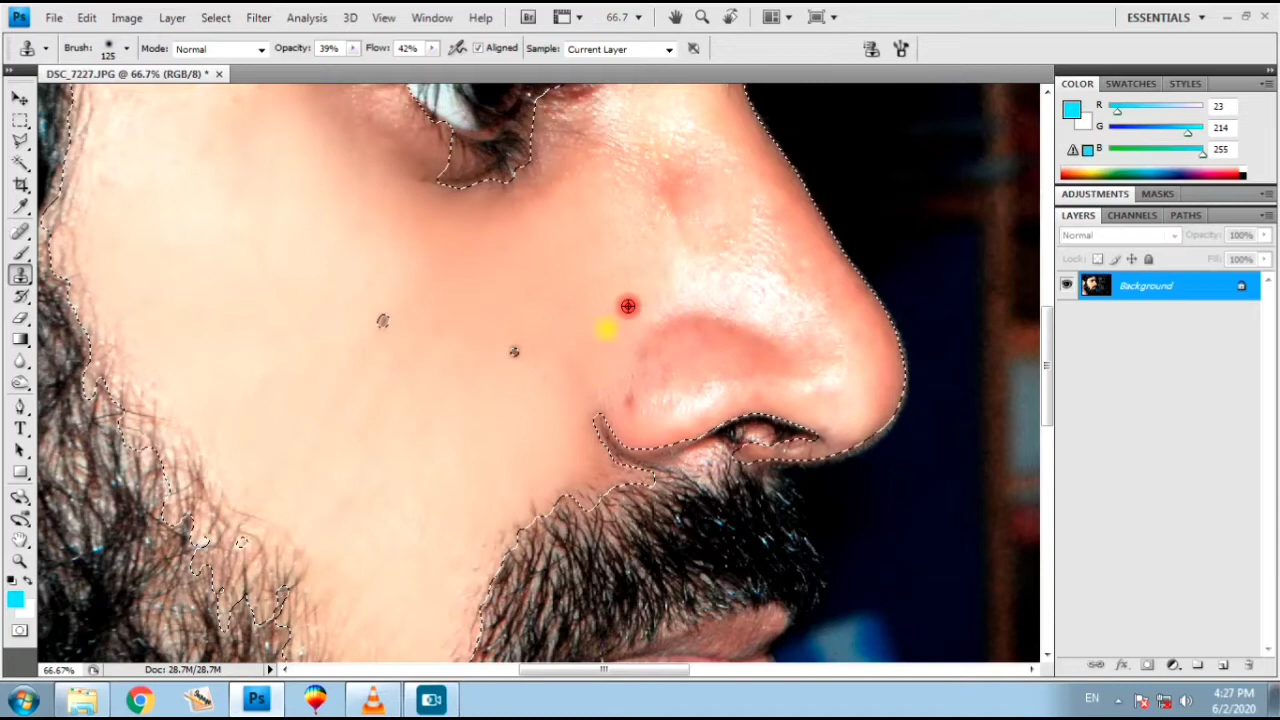 Ps File Edit Image Layer Select Filter Analysis 3D View Window Help Br 66.7 ESSENTIALS
Brush: 125 Mode: Normal Opacity: 39% Flow: 42% Aligned Sample: Current Layer
DSC_7227.JPG @ 66.7% (RGB/8) *
COLOR SWATCHES STYLES
R 23
G 214
B 255
ADJUSTMENTS MASKS
LAYERS CHANNELS PATHS
Normal Opacity: 100%
Lock: Fill: 100%
Background
T
66.67% Doc: 28.7M/28.7M
Ps EN 4:27 PM
6/2/2020